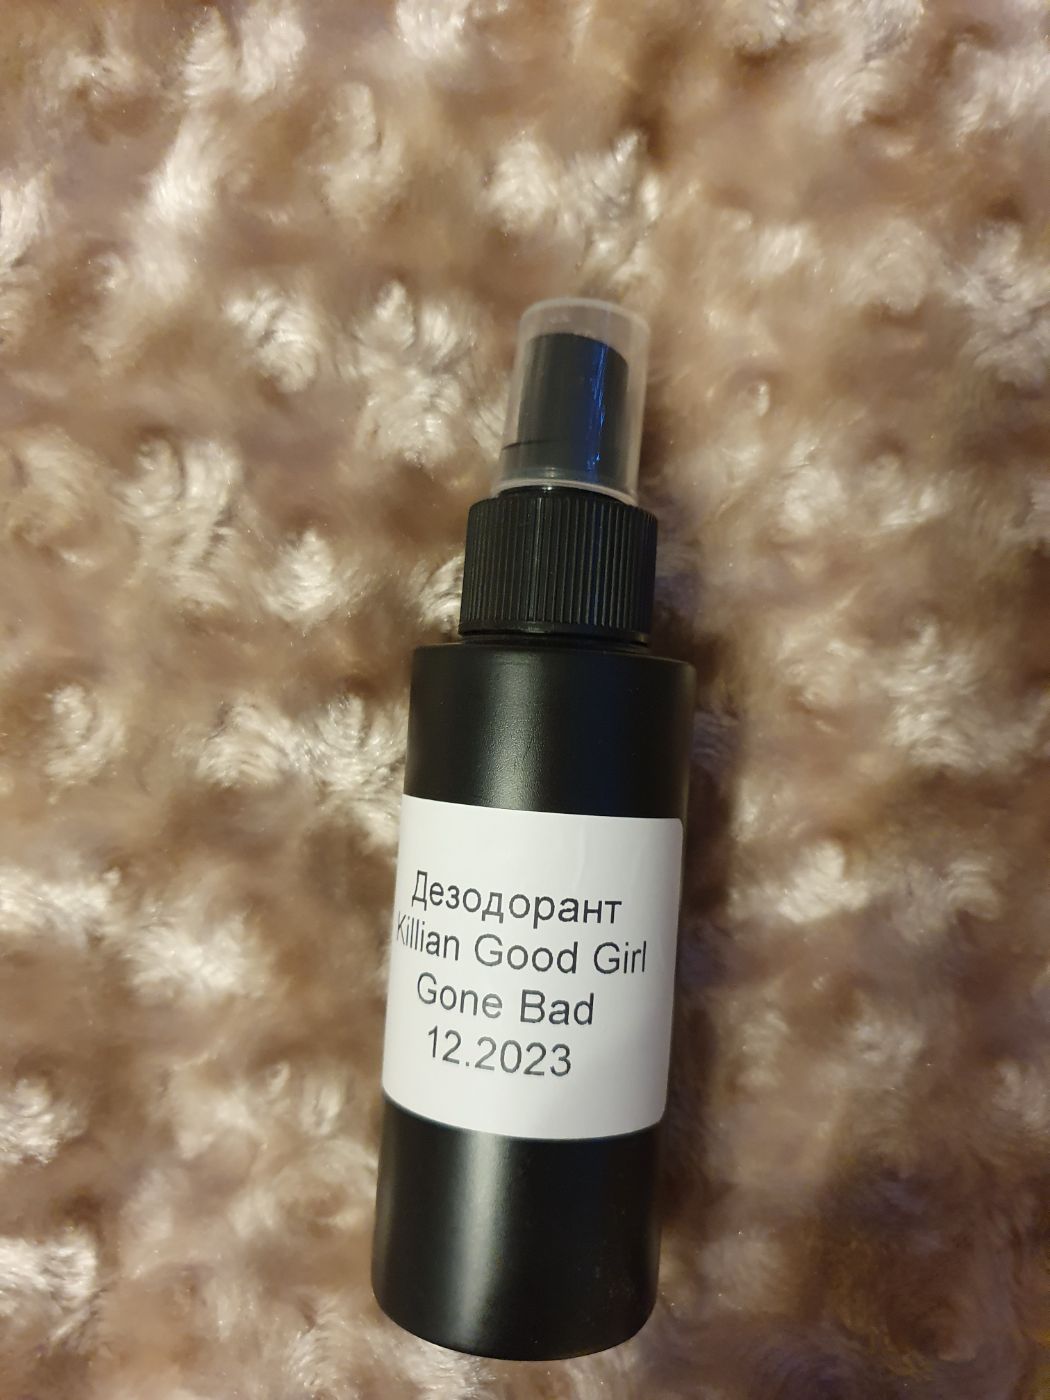 Дезодорант
Killian Good Girl
Gone Bad
12.2023